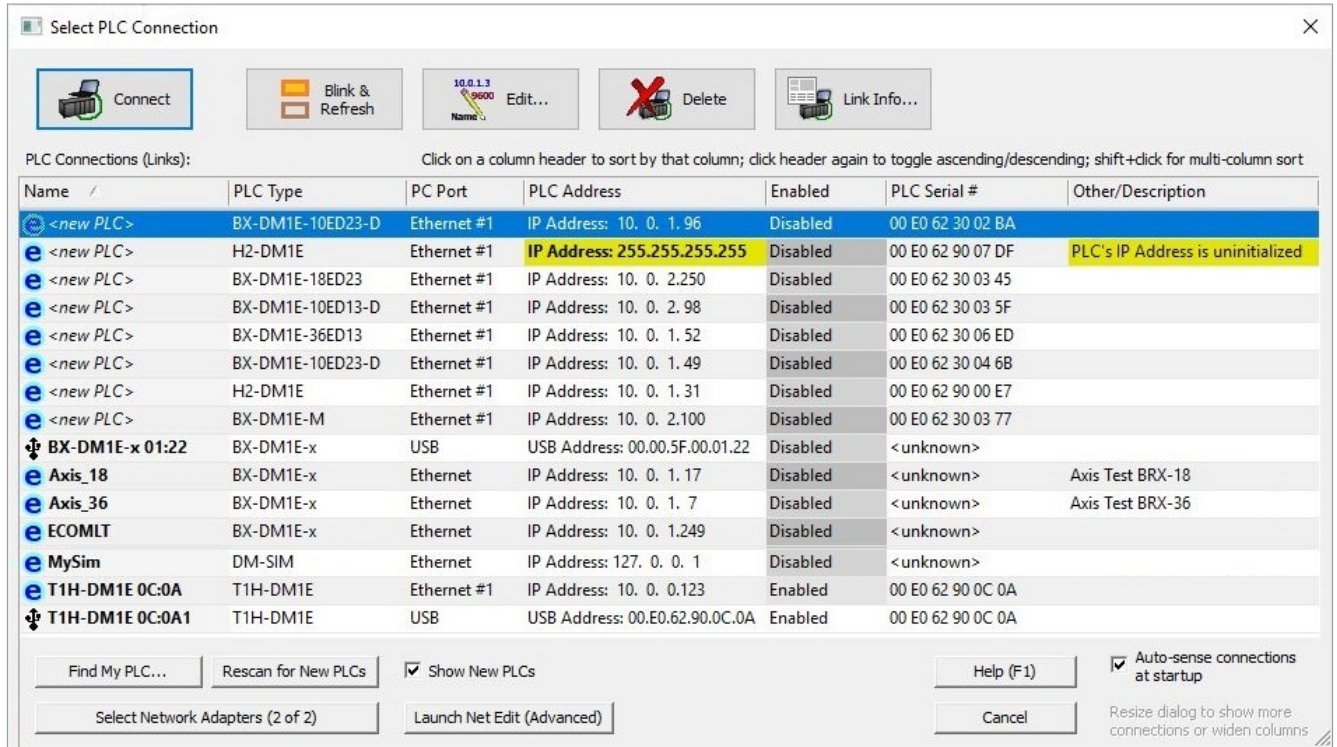 Select PLC Connection
Connect
Blink &
Refresh
10.0.1.3
9600
Name
Edit...
Delete
Link Info...
PLC Connections (Links):
Click on a column header to sort by that column; click header again to toggle ascending/descending; shift+click for multi-column sort
Name PLC Type PC Port PLC Address Enabled PLC Serial # Other/Description
<new PLC> BX-DM1E-10ED23-D Ethernet #1 IP Address: 10. 0. 1. 96 Disabled 00 E0 62 30 02 BA
<new PLC> H2-DM1E Ethernet #1 IP Address: 255.255.255.255 Disabled 00 E0 62 90 07 DF PLC's IP Address is uninitialized
<new PLC> BX-DM1E-18ED23 Ethernet #1 IP Address: 10. 0. 2.250 Disabled 00 E0 62 30 03 45
<new PLC> BX-DM1E-10ED13-D Ethernet #1 IP Address: 10. 0. 2. 98 Disabled 00 E0 62 30 03 5F
<new PLC> BX-DM1E-36ED13 Ethernet #1 IP Address: 10. 0. 1. 52 Disabled 00 E0 62 30 06 ED
<new PLC> BX-DM1E-10ED23-D Ethernet #1 IP Address: 10. 0. 1. 49 Disabled 00 E0 62 30 04 6B
<new PLC> H2-DM1E Ethernet #1 IP Address: 10. 0. 1. 31 Disabled 00 E0 62 90 00 E7
<new PLC> BX-DM1E-M Ethernet #1 IP Address: 10. 0. 2.100 Disabled 00 E0 62 30 03 77
BX-DM1E-x 01:22 BX-DM1E-x USB USB Address: 00.00.5F.00.01.22 Disabled <unknown>
Axis_18 BX-DM1E-x Ethernet IP Address: 10. 0. 1. 17 Disabled <unknown> Axis Test BRX-18
Axis_36 BX-DM1E-x Ethernet IP Address: 10. 0. 1. 7 Disabled <unknown> Axis Test BRX-36
ECOMLT BX-DM1E-x Ethernet IP Address: 10. 0. 1.249 Disabled <unknown>
MySim DM-SIM Ethernet IP Address: 127. 0. 0. 1 Disabled <unknown>
T1H-DM1E 0C:0A T1H-DM1E Ethernet #1 IP Address: 10. 0. 0.123 Enabled 00 E0 62 90 0C 0A
T1H-DM1E 0C:0A1 T1H-DM1E USB USB Address: 00.E0.62.90.0C.0A Enabled 00 E0 62 90 0C 0A
Find My PLC... Rescan for New PLCs Show New PLCs Help (F1) Auto-sense connections
at startup
Select Network Adapters (2 of 2) Launch Net Edit (Advanced) Cancel Resize dialog to show more
connections or widen columns